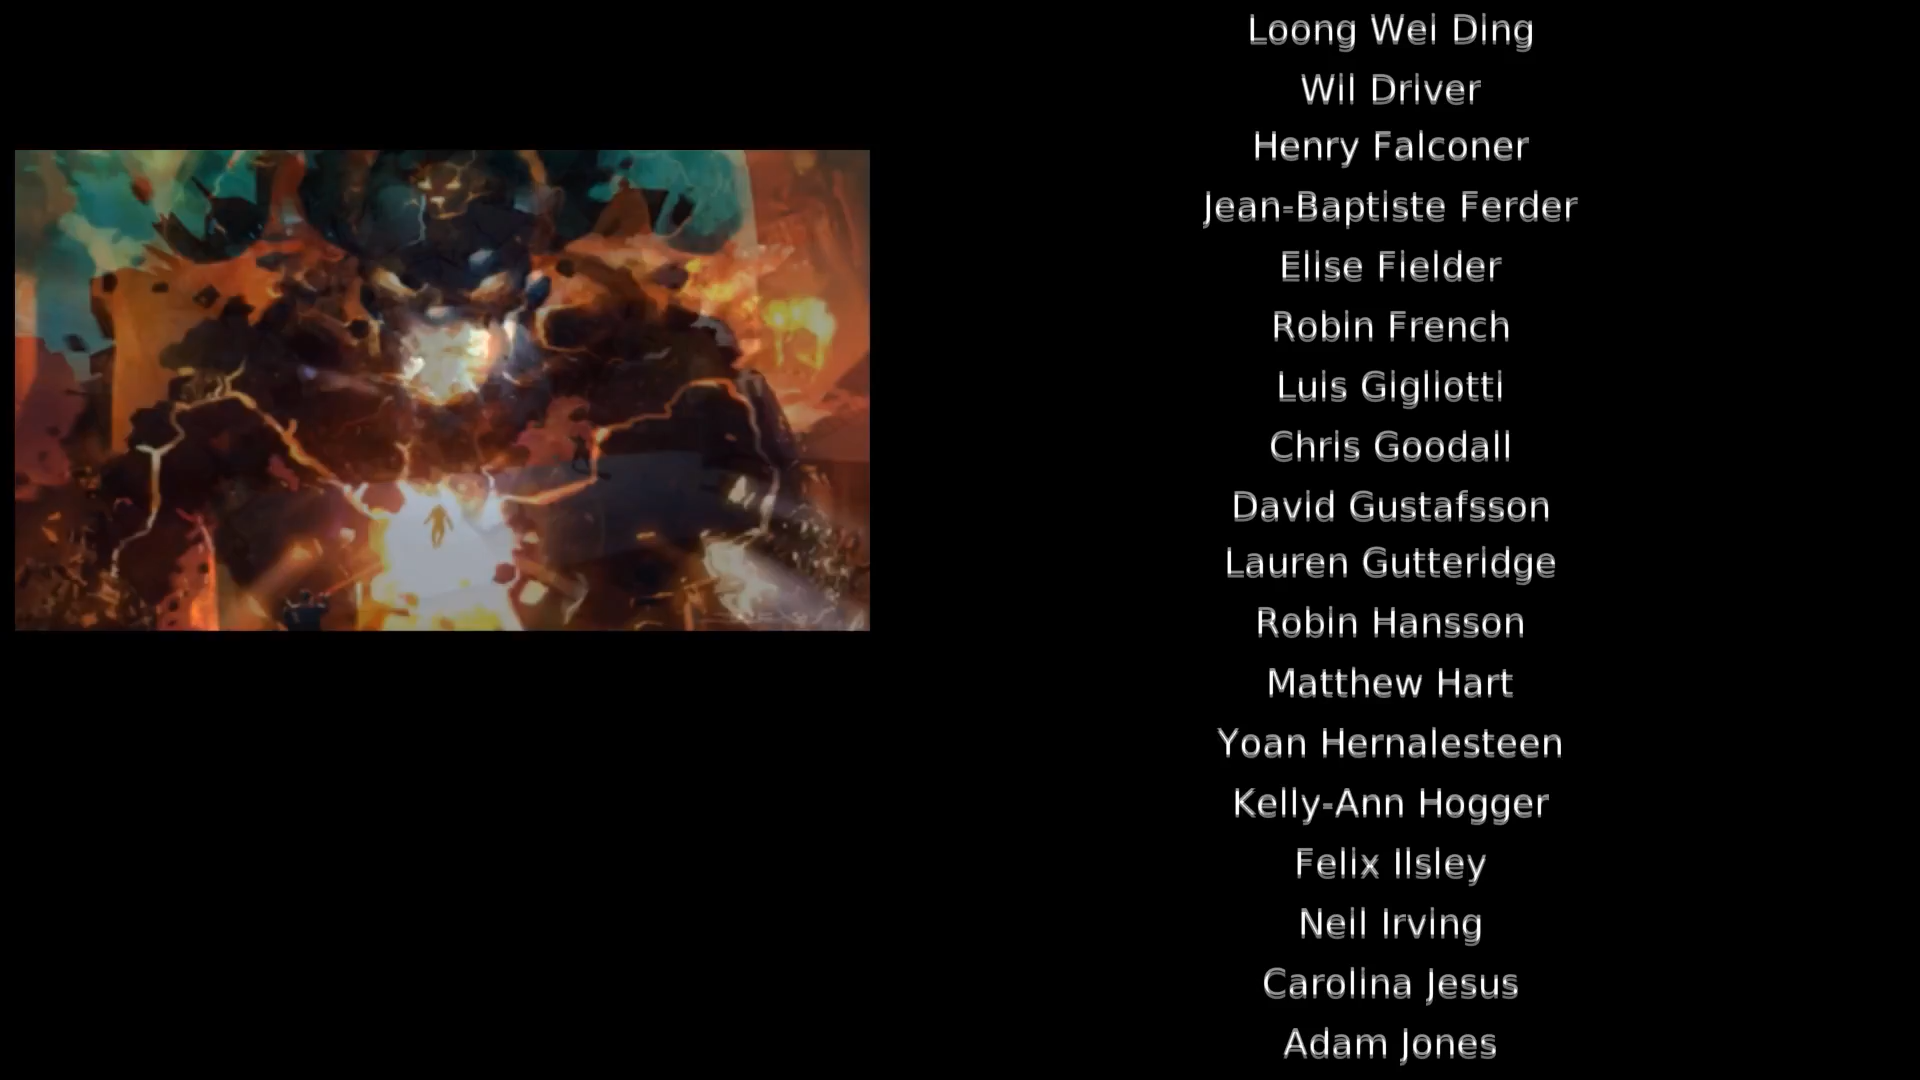 Loong Wei Ding
Wil Driver
Henry Falconer
Jean-Baptiste Ferder
Elise Fielder
Robin French
Luis Gigliotti
Chris Goodall
David Gustafsson
Lauren Gutteridge
Robin Hansson
Matthew Hart
Yoan Hernalesteen
Kelly-Ann Hogger
Felix Ilsley
Neil Irving
Carolina Jesus
Adam Jones